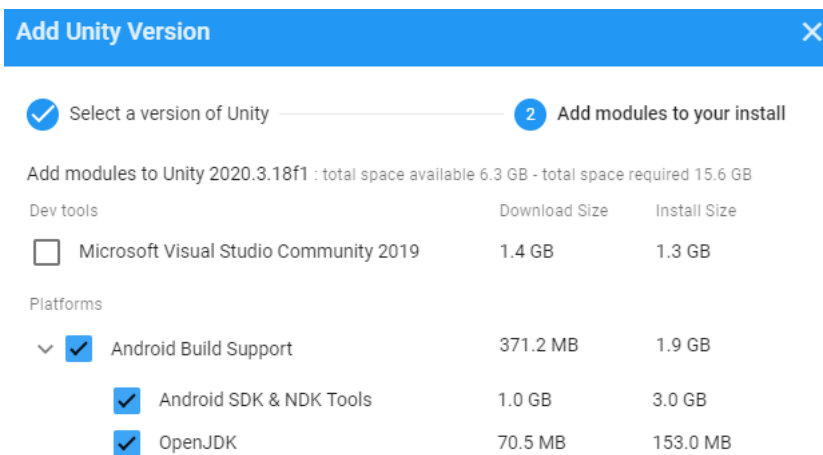 Add Unity Version
Select a version of Unity 2 Add modules to your install
Add modules to Unity 2020.3.18f1 : total space available 6.3 GB - total space required 15.6 GB
Dev tools Download Size Install Size
Microsoft Visual Studio Community 2019 1.4 GB 1.3 GB
Platforms
Android Build Support 371.2 MB 1.9 GB
Android SDK & NDK Tools 1.0 GB 3.0 GB
OpenJDK 70.5 MB 153.0 MB